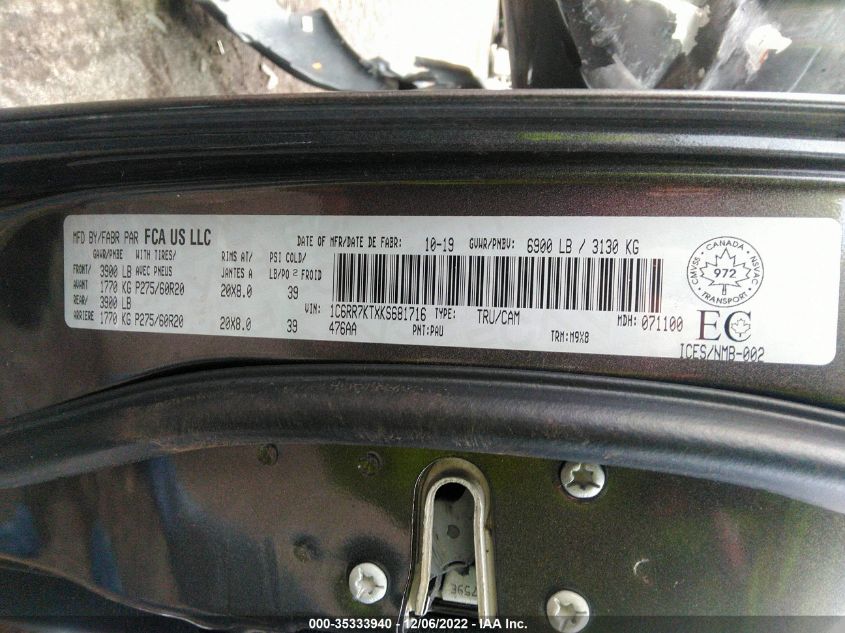 MFD BY/FABR PAR FCA US LLC DATE OF MFR/DATE DE FABR: 10-19 GVWR/PNBV: 6900 LB / 3130 KG
GAWR/PNBE WITH TIRES/ RIMS AT/ PSI COLD/
FRONT/ 3900 LB AVEC PNEUS JANTES A LB/PO 2 FROID
AVANT 1770 KG P275/60R20 20X8.0 39
REAR/ 3900 LB
ARRIERE 1770 KG P275/60R20 20X8.0 39
VIN: 1C6RR7KTXKS681716 TYPE: TRU/CAM MDH: 071100
476AA PNT: PAU TRM: M9X8
CANADA
CMVSS
NSVAC
972
TRANSPORT
EC
ICES/NMB-002
000-35333940 - 12/06/2022 - IAA Inc.